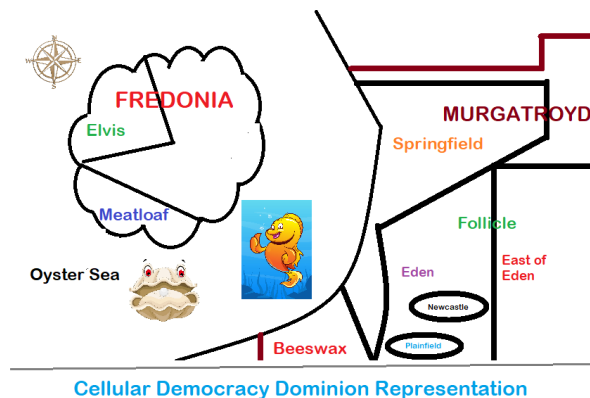 N
W
E
S
FREDONIA
Elvis
MURGATROYD
Springfield
Meatloaf
Follicle
Oyster Sea
Eden
East of
Eden
Newcastle
Plainfield
Beeswax
Cellular Democracy Dominion Representation